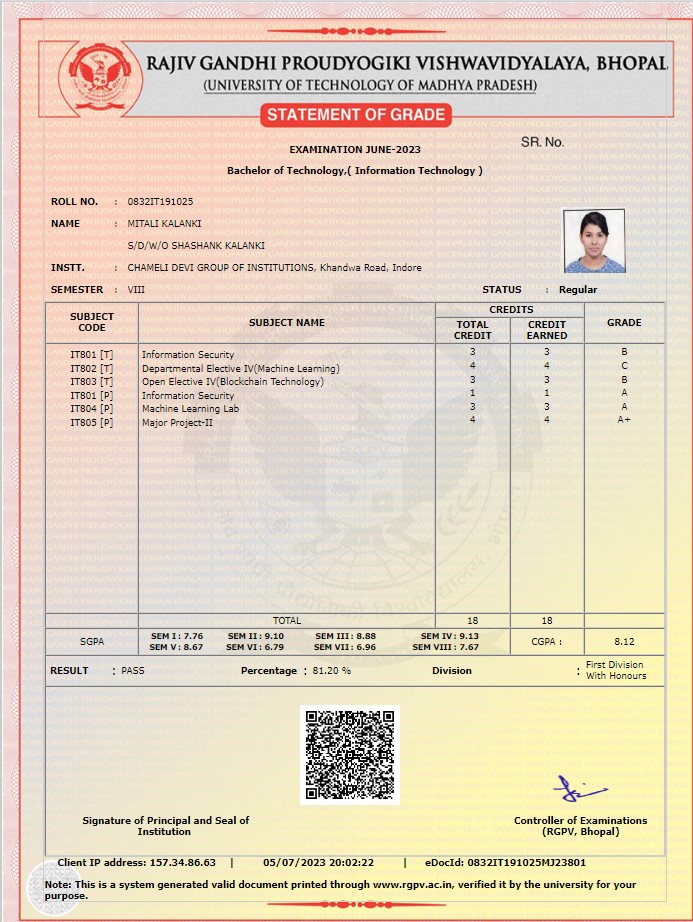 RAJIV GANDHI PROUDYOGIKI VISHWAVIDYALAYA, BHOPAL
(UNIVERSITY OF TECHNOLOGY OF MADHYA PRADESH)
STATEMENT OF GRADE
EXAMINATION JUNE-2023
SR. No.
Bachelor of Technology,( Information Technology )
ROLL NO. : 0832IT191025
NAME : MITALI KALANKI
S/D/W/O SHASHANK KALANKI
INSTT. : CHAMELI DEVI GROUP OF INSTITUTIONS, Khandwa Road, Indore
SEMESTER : VIII STATUS : Regular
SUBJECT CODE SUBJECT NAME CREDITS TOTAL CREDIT CREDIT EARNED GRADE
IT801 [T] Information Security 3 3 B
IT802 [T] Departmental Elective IV(Machine Learning) 4 4 C
IT803 [T] Open Elective IV(Blockchain Technology) 3 3 B
IT801 [P] Information Security 1 1 A
IT804 [P] Machine Learning Lab 3 3 A
IT805 [P] Major Project-II 4 4 A+
TOTAL 18 18
SGPA SEM I : 7.76 SEM II : 9.10 SEM III : 8.88 SEM IV : 9.13 CGPA : 8.12
SEM V : 8.67 SEM VI : 6.79 SEM VII : 6.96 SEM VIII : 7.67
RESULT : PASS Percentage : 81.20 % Division : First Division
With Honours
Signature of Principal and Seal of
Institution
Controller of Examinations
(RGPV, Bhopal)
Client IP address: 157.34.86.63 | 05/07/2023 20:02:22 | eDocId: 0832IT191025MJ23801
Note: This is a system generated valid document printed through www.rgpv.ac.in, verified it by the university for your
purpose.